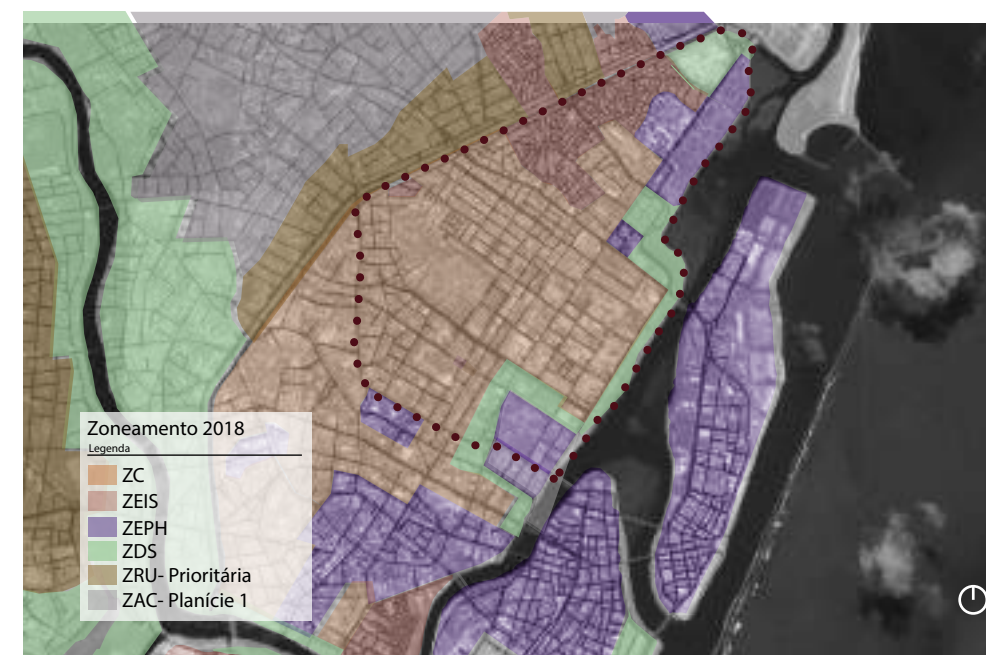 Zoneamento 2018
Legenda
ZC
ZEIS
ZEPH
ZDS
ZRU- Prioritária
ZAC- Planície 1